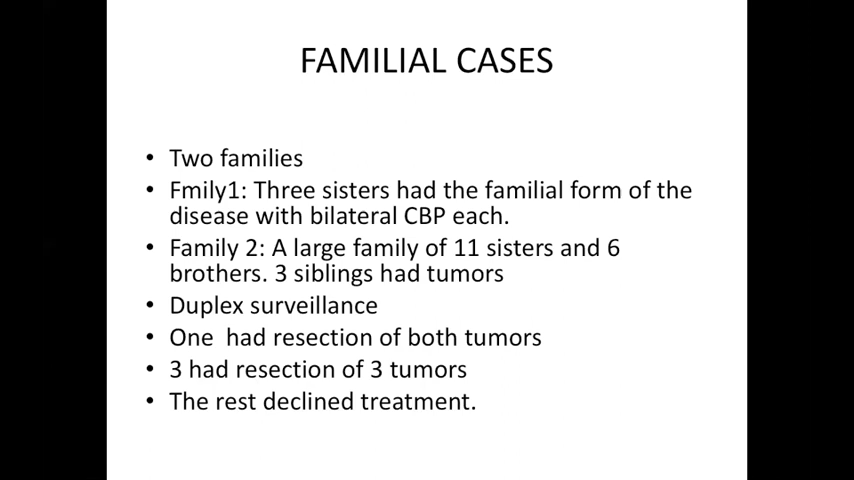 FAMILIAL CASES
• Two families
• Fmily1: Three sisters had the familial form of the
disease with bilateral CBP each.
• Family 2: A large family of 11 sisters and 6
brothers. 3 siblings had tumors
• Duplex surveillance
• One  had resection of both tumors
• 3 had resection of 3 tumors
• The rest declined treatment.